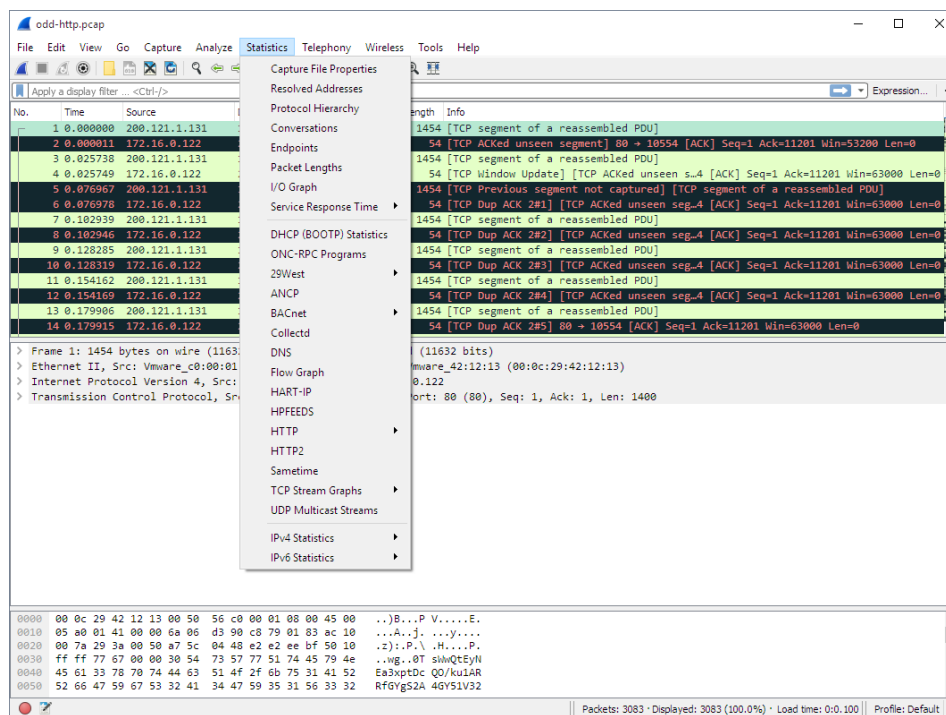 odd-http.pcap
File Edit View Go Capture Analyze Statistics Telephony Wireless Tools Help
Apply a display filter ... <Ctrl-/> Expression...
No. Time Source Info
1 0.000000 200.121.1.131 1454 [TCP segment of a reassembled PDU]
2 0.000011 172.16.0.122 54 [TCP ACKed unseen segment] 80 → 10554 [ACK] Seq=1 Ack=11201 Win=53200 Len=0
3 0.025738 200.121.1.131 1454 [TCP segment of a reassembled PDU]
4 0.025749 172.16.0.122 54 [TCP Window Update] [TCP ACKed unseen s…4 [ACK] Seq=1 Ack=11201 Win=63000 Len=0
5 0.076967 200.121.1.131 1454 [TCP Previous segment not captured] [TCP segment of a reassembled PDU]
6 0.076978 172.16.0.122 54 [TCP Dup ACK 2#1] [TCP ACKed unseen seg…4 [ACK] Seq=1 Ack=11201 Win=63000 Len=0
7 0.102939 200.121.1.131 1454 [TCP segment of a reassembled PDU]
8 0.102946 172.16.0.122 54 [TCP Dup ACK 2#2] [TCP ACKed unseen seg…4 [ACK] Seq=1 Ack=11201 Win=63000 Len=0
9 0.128285 200.121.1.131 1454 [TCP segment of a reassembled PDU]
10 0.128319 172.16.0.122 54 [TCP Dup ACK 2#3] [TCP ACKed unseen seg…4 [ACK] Seq=1 Ack=11201 Win=63000 Len=0
11 0.154162 200.121.1.131 1454 [TCP segment of a reassembled PDU]
12 0.154169 172.16.0.122 54 [TCP Dup ACK 2#4] [TCP ACKed unseen seg…4 [ACK] Seq=1 Ack=11201 Win=63000 Len=0
13 0.179906 200.121.1.131 1454 [TCP segment of a reassembled PDU]
14 0.179915 172.16.0.122 54 [TCP Dup ACK 2#5] 80 → 10554 [ACK] Seq=1 Ack=11201 Win=63000 Len=0
Capture File Properties
Resolved Addresses
Protocol Hierarchy
Conversations
Endpoints
Packet Lengths
I/O Graph
Service Response Time
DHCP (BOOTP) Statistics
ONC-RPC Programs
29West
ANCP
BACnet
Collectd
DNS
Flow Graph
HART-IP
HPFEEDS
HTTP
HTTP2
Sametime
TCP Stream Graphs
UDP Multicast Streams
IPv4 Statistics
IPv6 Statistics
Frame 1: 1454 bytes on wire (11632 bits)
Ethernet II, Src: Vmware_c0:00:01 mware_42:12:13 (00:0c:29:42:12:13)
Internet Protocol Version 4, Src: 0.122
Transmission Control Protocol, ort: 80 (80), Seq: 1, Ack: 1, Len: 1400
0000 00 0c 29 42 12 13 00 50 56 c0 00 01 08 00 45 00 ..)B...P V.....E.
0010 05 a0 01 41 00 00 6a 06 d3 90 c8 79 01 83 ac 10 ...A..j. ...y....
0020 00 7a 29 3a 00 50 a7 5c 04 48 e2 e2 ee bf 50 10 .z):.P.\ .H....P.
0030 ff ff 77 67 00 00 30 54 73 57 77 51 74 45 79 4e ..wg..0T sWwQtEyN
0040 45 61 33 78 70 74 44 63 51 4f 2f 6b 75 31 41 52 Ea3xptDc QO/ku1AR
0050 52 66 47 59 67 53 32 41 34 47 59 35 31 56 33 32 RfGYgS2A 4GY51V32
Packets: 3083 · Displayed: 3083 (100.0%) · Load time: 0:0.100 Profile: Default